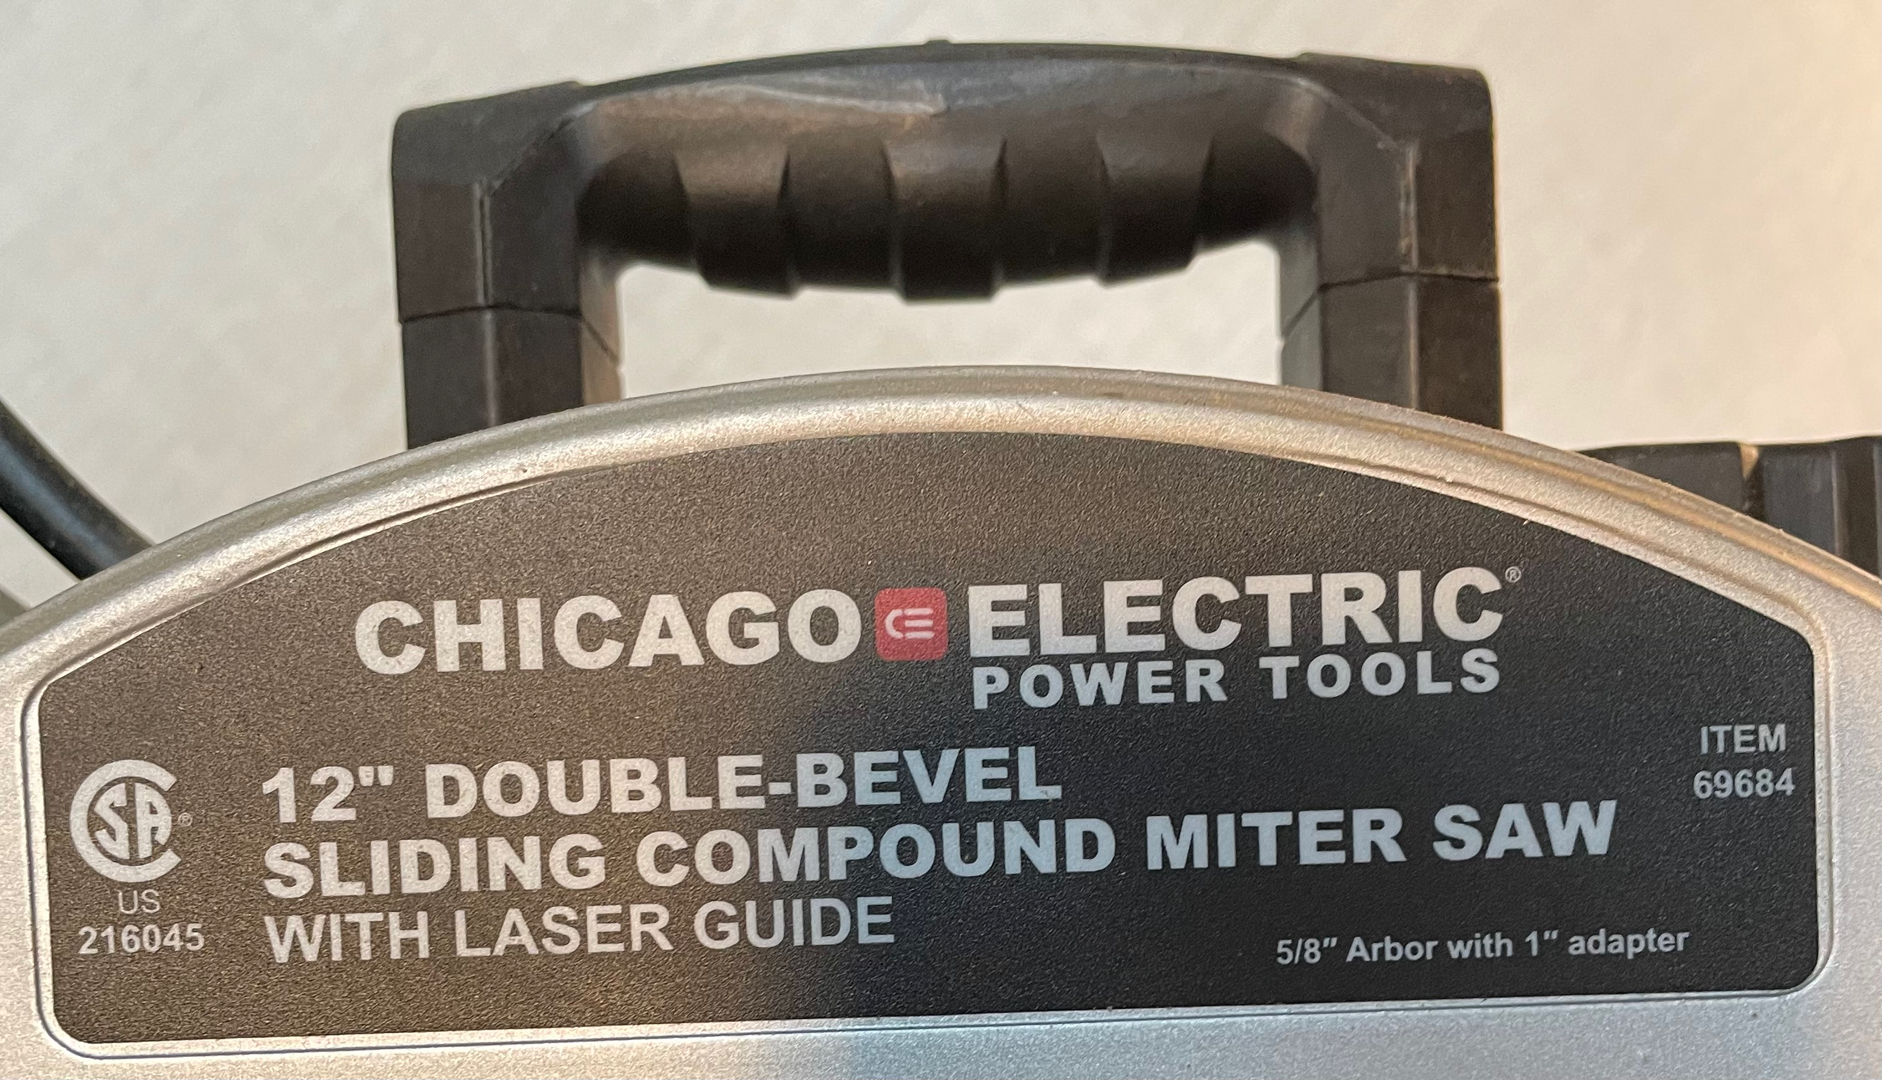 CHICAGO ELECTRIC®
POWER TOOLS
ITEM
69684
12" DOUBLE-BEVEL
SLIDING COMPOUND MITER SAW
WITH LASER GUIDE
SA®
US
216045
5/8" Arbor with 1" adapter